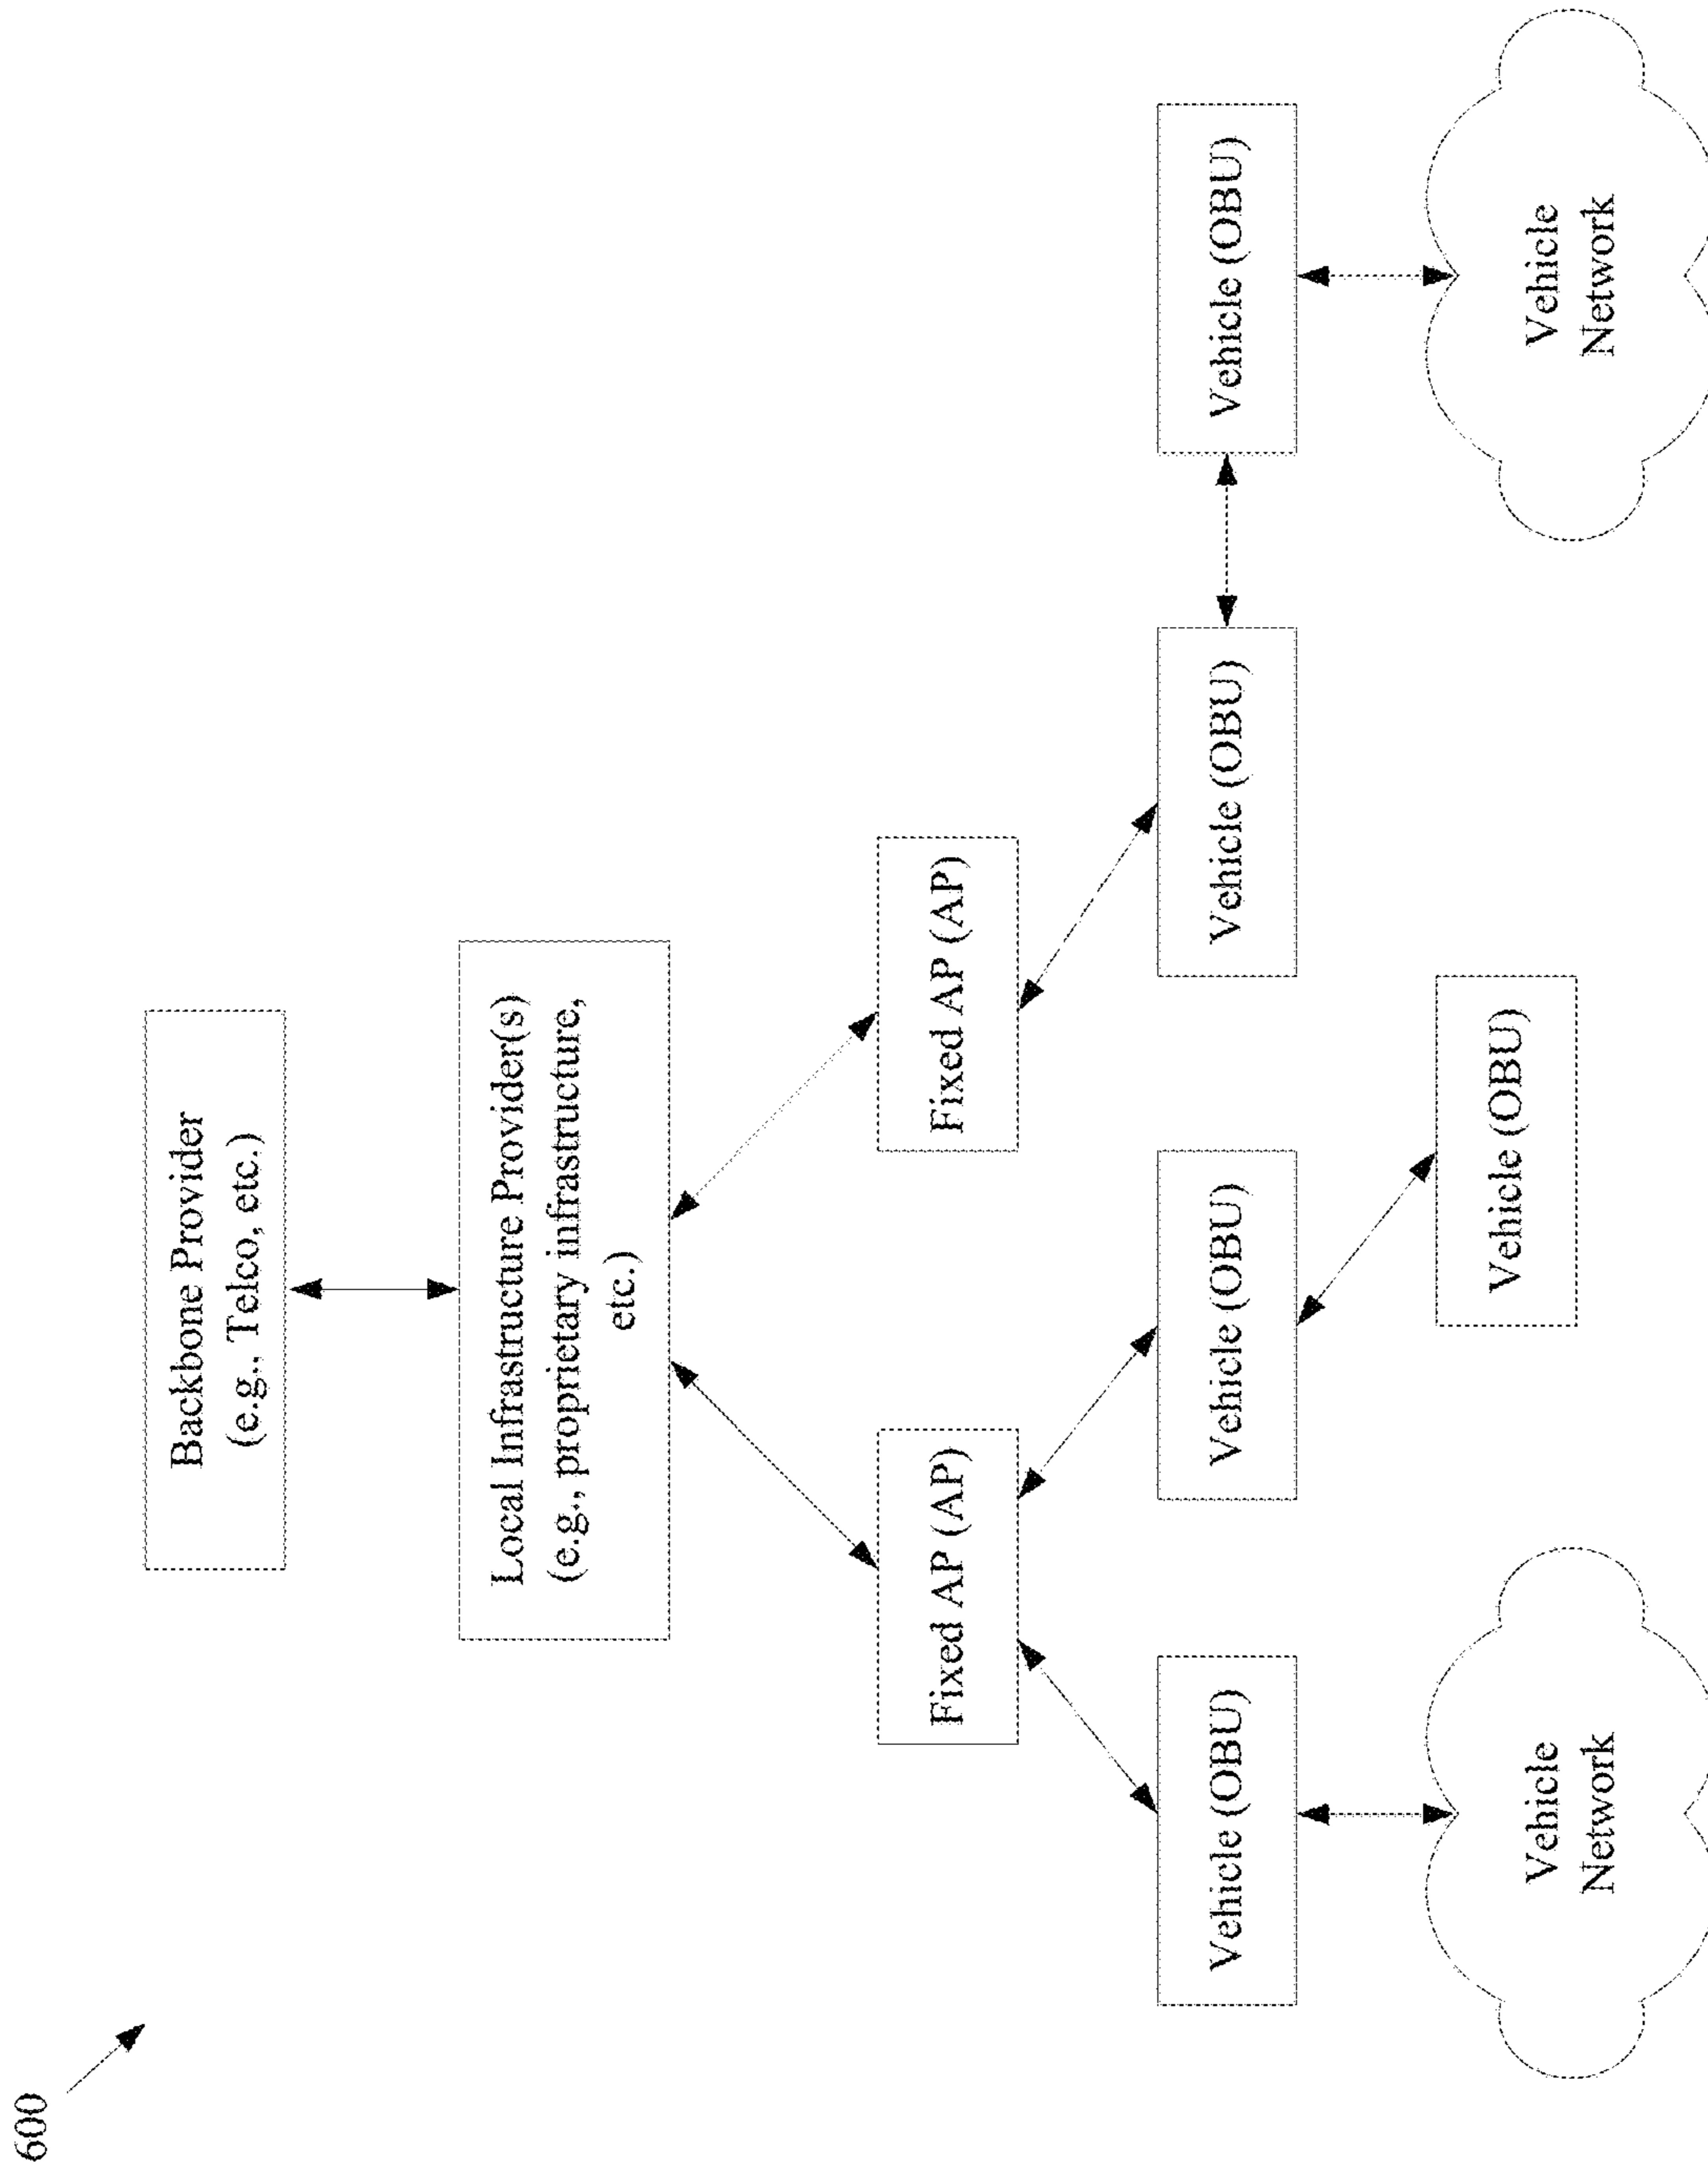 600
Backbone Provider
(e.g., Telco, etc.)
Local Infrastructure Provider(s)
(e.g., proprietary infrastructure,
etc.)
Fixed AP (AP)
Fixed AP (AP)
Vehicle (OBU)
Vehicle (OBU)
Vehicle (OBU)
Vehicle (OBU)
Vehicle
Network
Vehicle (OBU)
Vehicle
Network